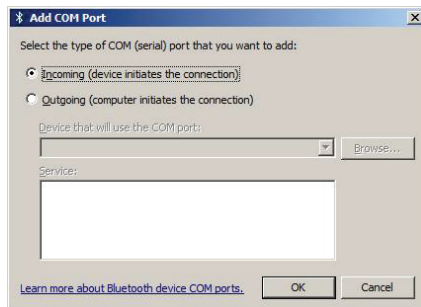 Add COM Port
Select the type of COM (serial) port that you want to add:
Incoming (device initiates the connection)
Outgoing (computer initiates the connection)
Device that will use the COM port:
Browse...
Service:
Learn more about Bluetooth device COM ports.
OK
Cancel